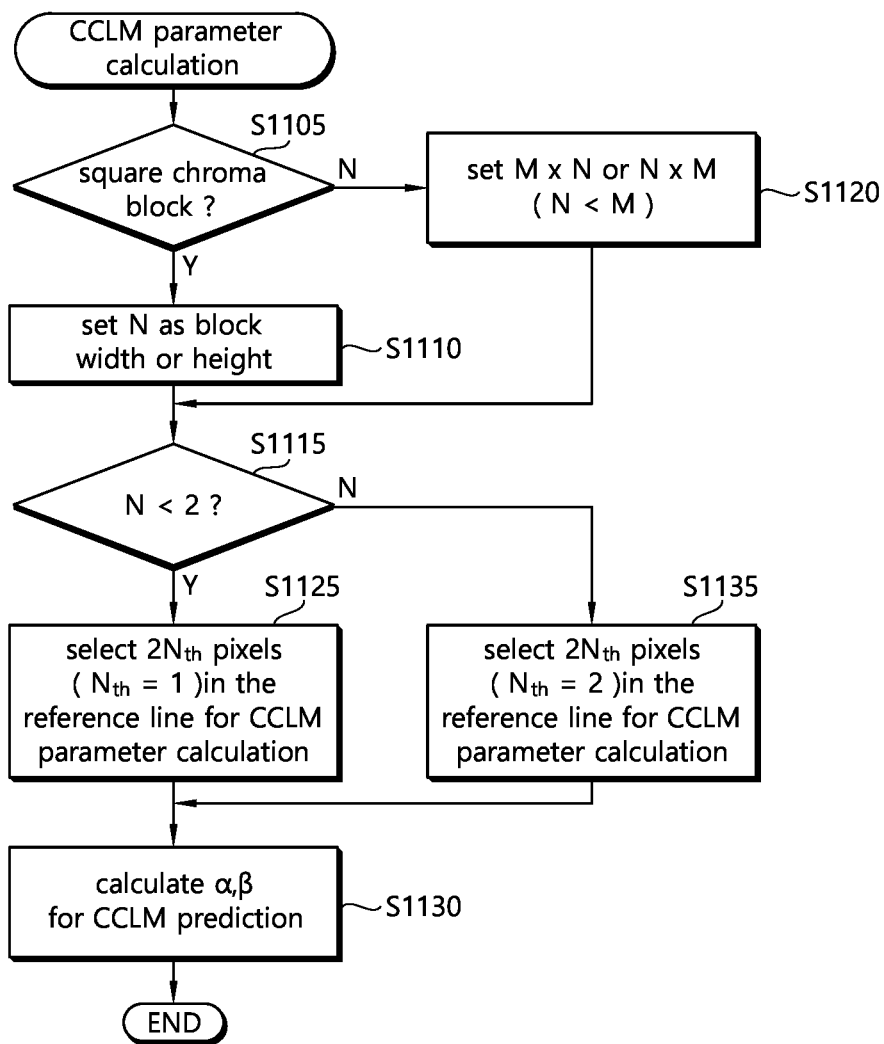 CCLM parameter
calculation
S1105
square chroma
block ?
N
set M x N or N x M
( N < M )
S1120
Y
set N as block
width or height
S1110
S1115
N < 2 ?
N
Y
S1125
select 2Nth pixels
( Nth = 1 )in the
reference line for CCLM
parameter calculation
S1135
select 2Nth pixels
( Nth = 2 )in the
reference line for CCLM
parameter calculation
calculate α,β
for CCLM prediction
S1130
END